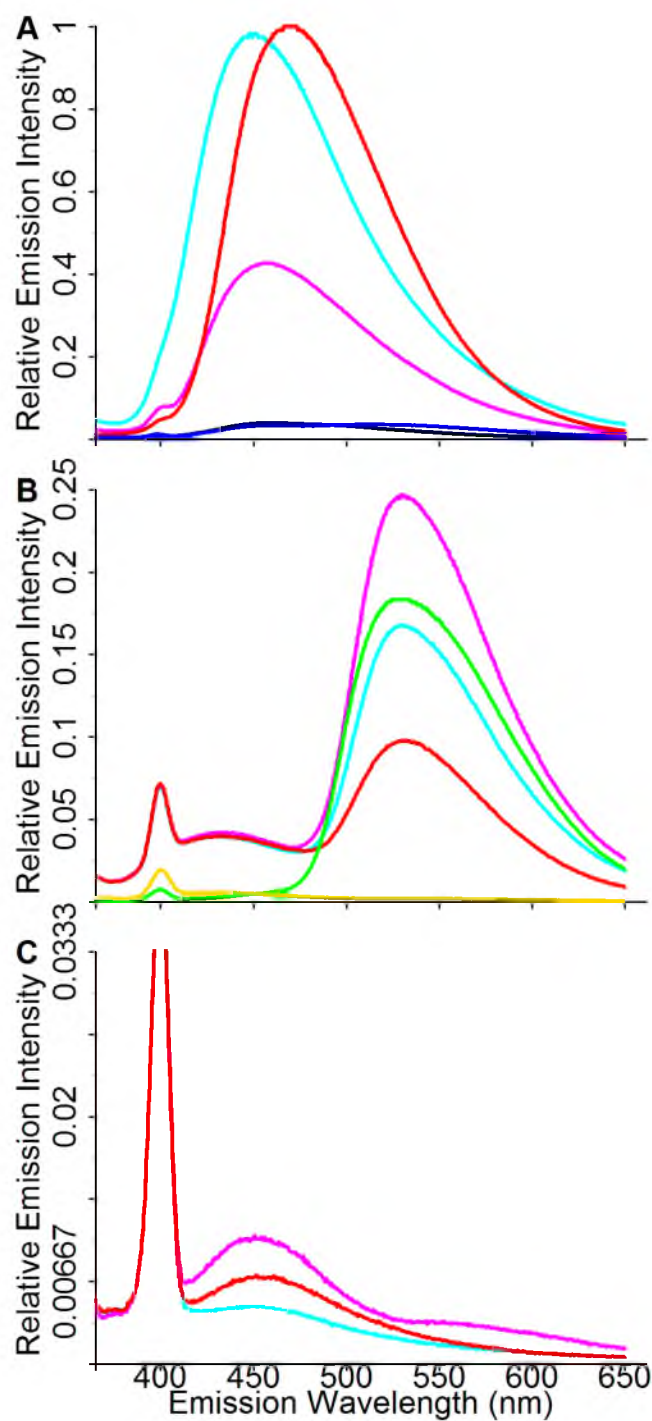 A
Relative Emission Intensity
1
0.8
0.6
0.4
0.2
B
Relative Emission Intensity
0.25
0.2
0.15
0.1
0.05
C
Relative Emission Intensity
0.0333
0.02
0.00667
400 450 500 550 600 650
Emission Wavelength (nm)